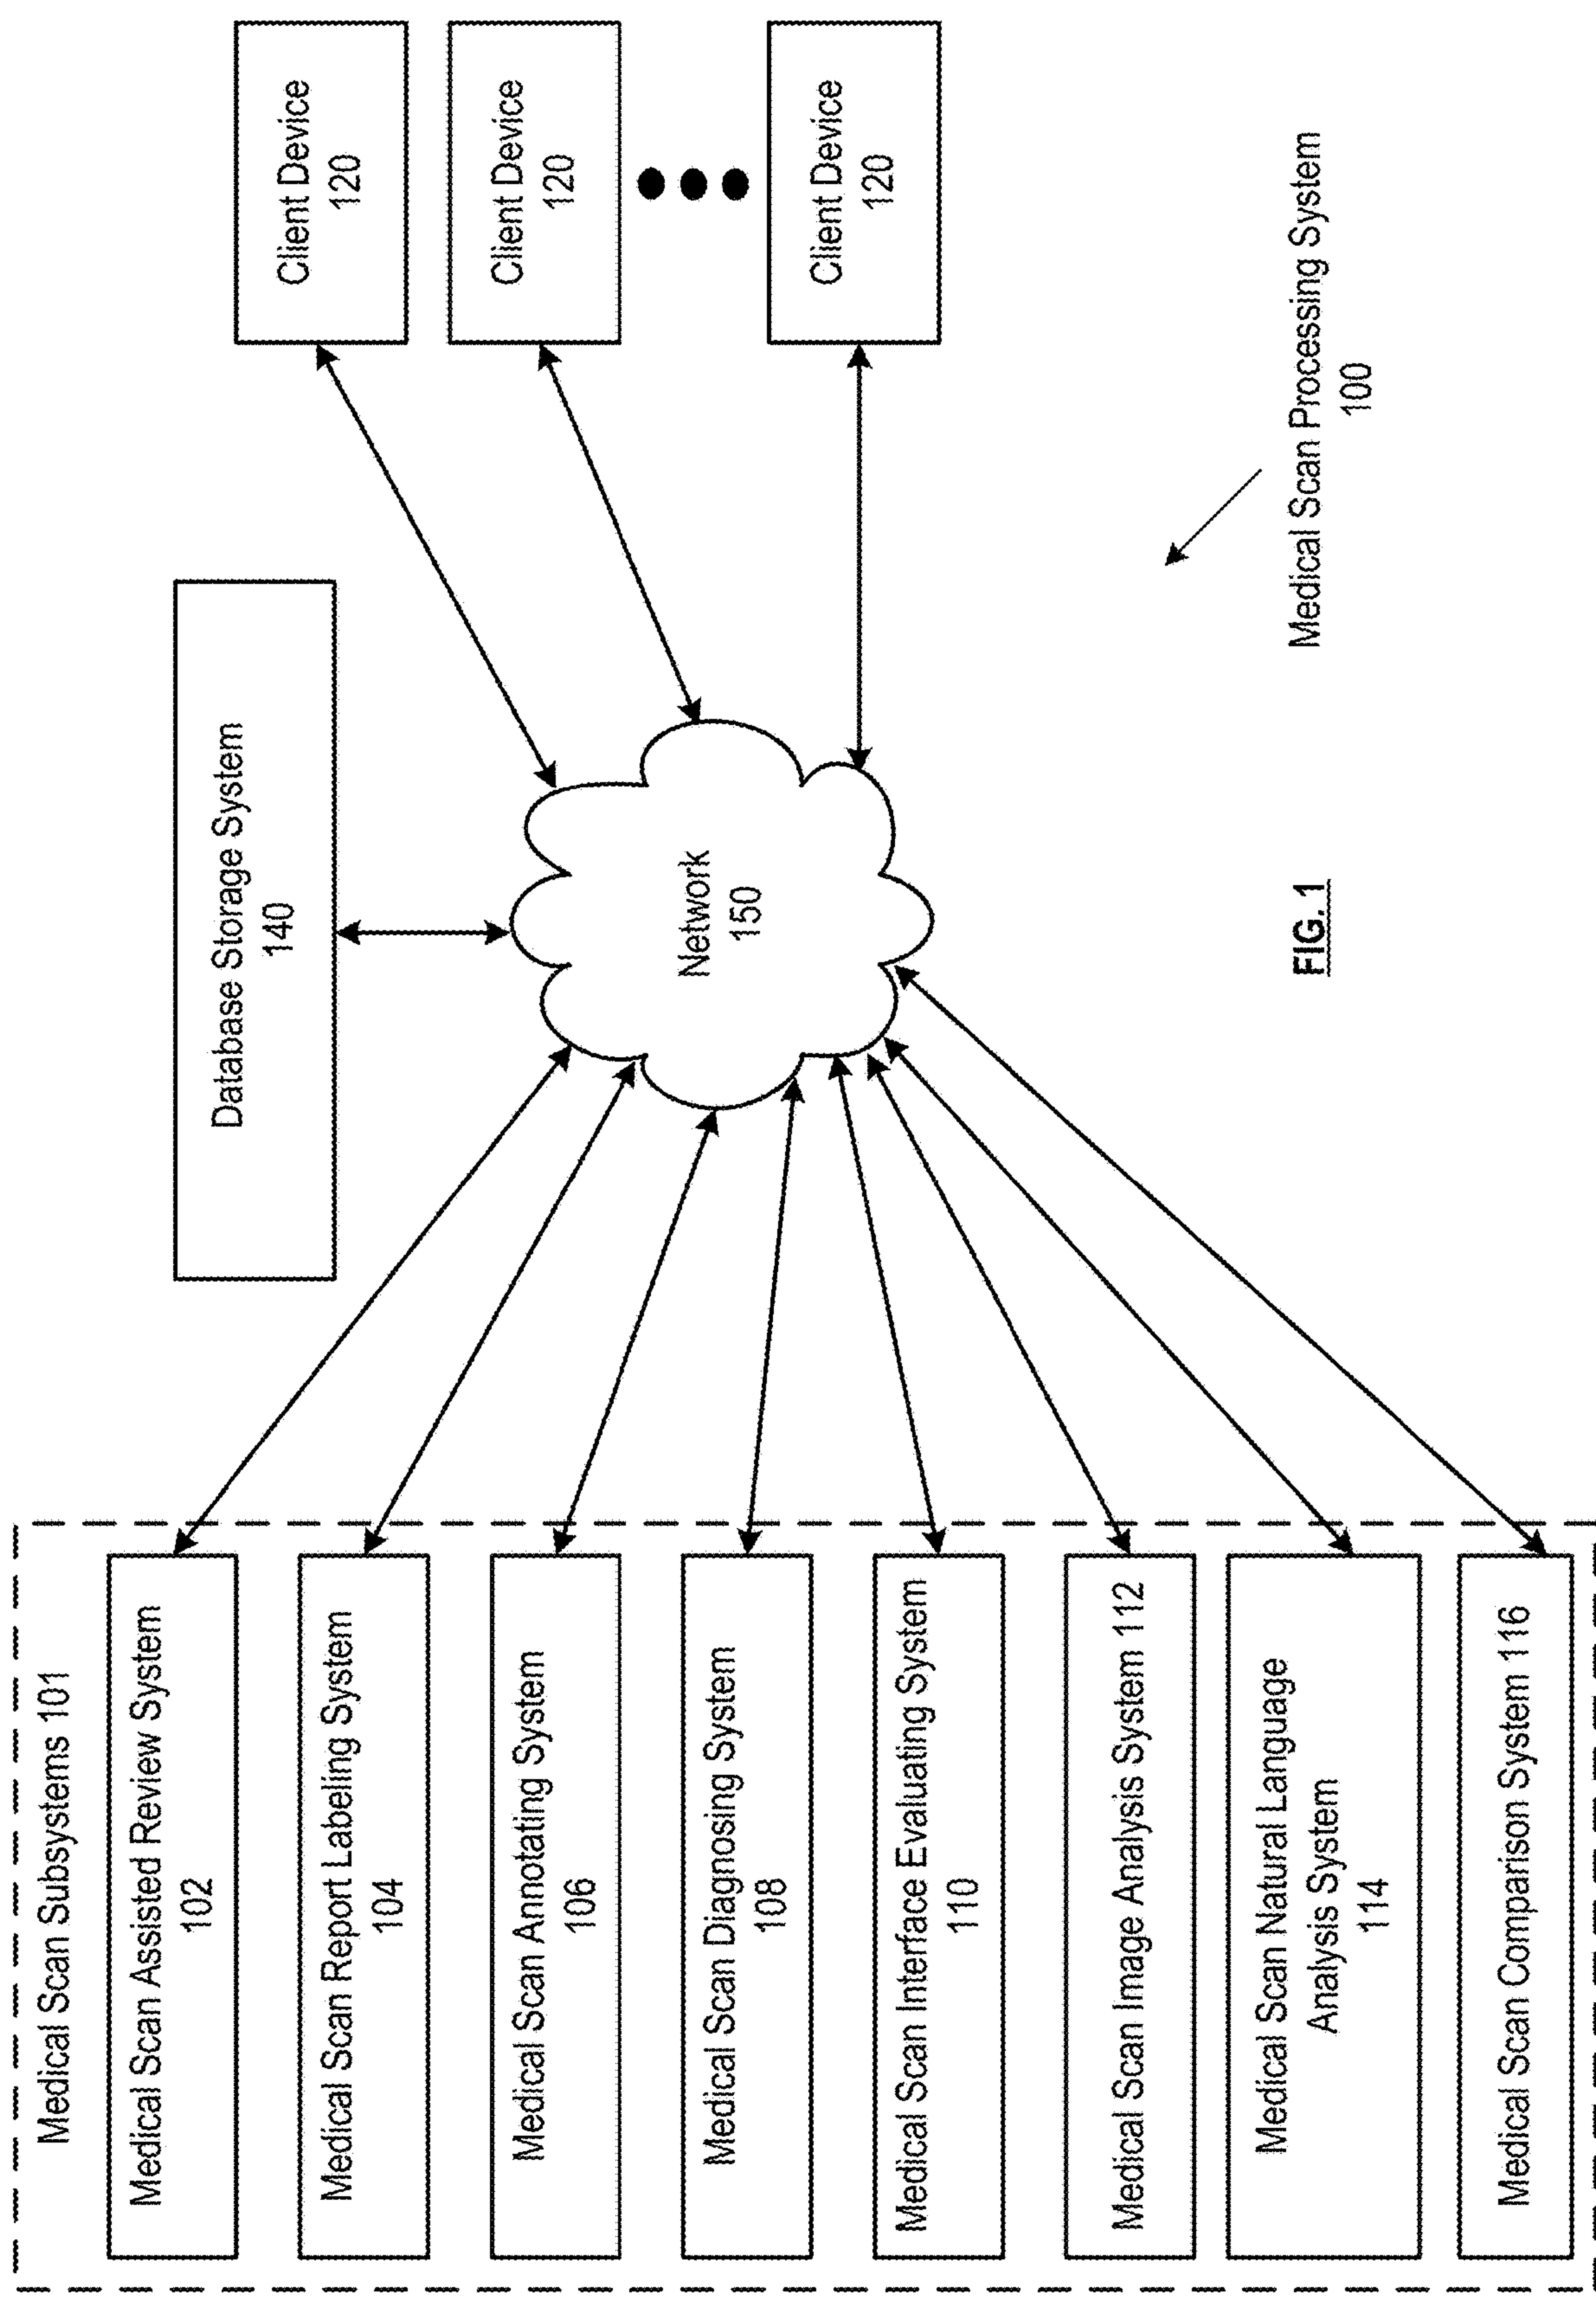 Medical Scan Subsystems 101
Medical Scan Assisted Review System
102
Medical Scan Report Labeling System
104
Medical Scan Annotating System
106
Medical Scan Diagnosing System
108
Medical Scan Interface Evaluating System
110
Medical Scan Image Analysis System 112
Medical Scan Natural Language
Analysis System
114
Medical Scan Comparison System 116
Database Storage System
140
Network
150
Client Device
120
Client Device
120
Client Device
120
Medical Scan Processing System
100
FIG. 1